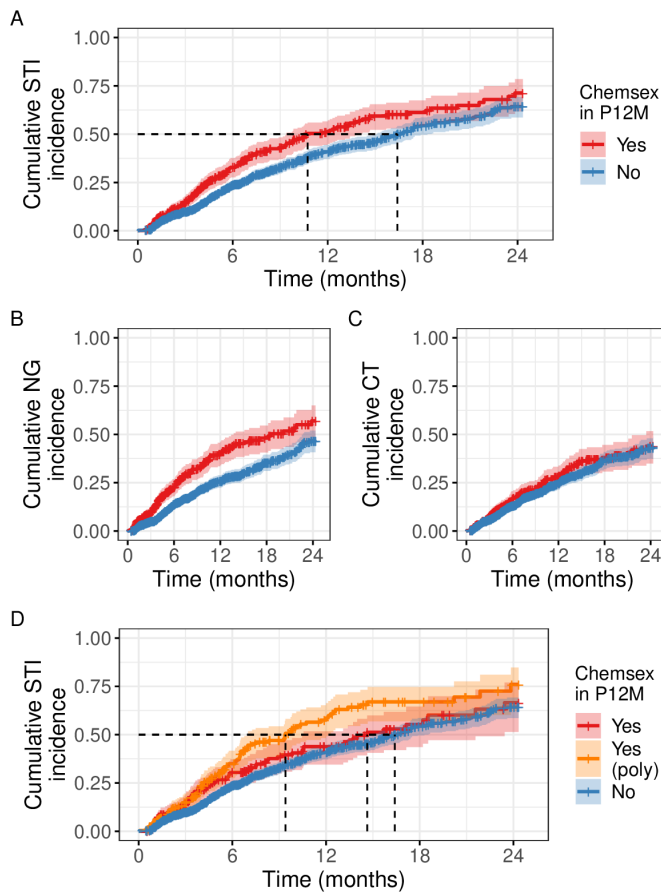 A
Cumulative STI
incidence
1.00
0.75
0.50
0.25
0.00
0
6
12
18
24
Time (months)
Chemsex
in P12M
Yes
No
B
Cumulative NG
incidence
1.00
0.75
0.50
0.25
0.00
0
6
12
18
24
Time (months)
C
Cumulative CT
incidence
1.00
0.75
0.50
0.25
0.00
0
6
12
18
24
Time (months)
D
Cumulative STI
incidence
1.00
0.75
0.50
0.25
0.00
0
6
12
18
24
Time (months)
Chemsex
in P12M
Yes
Yes
(poly)
No